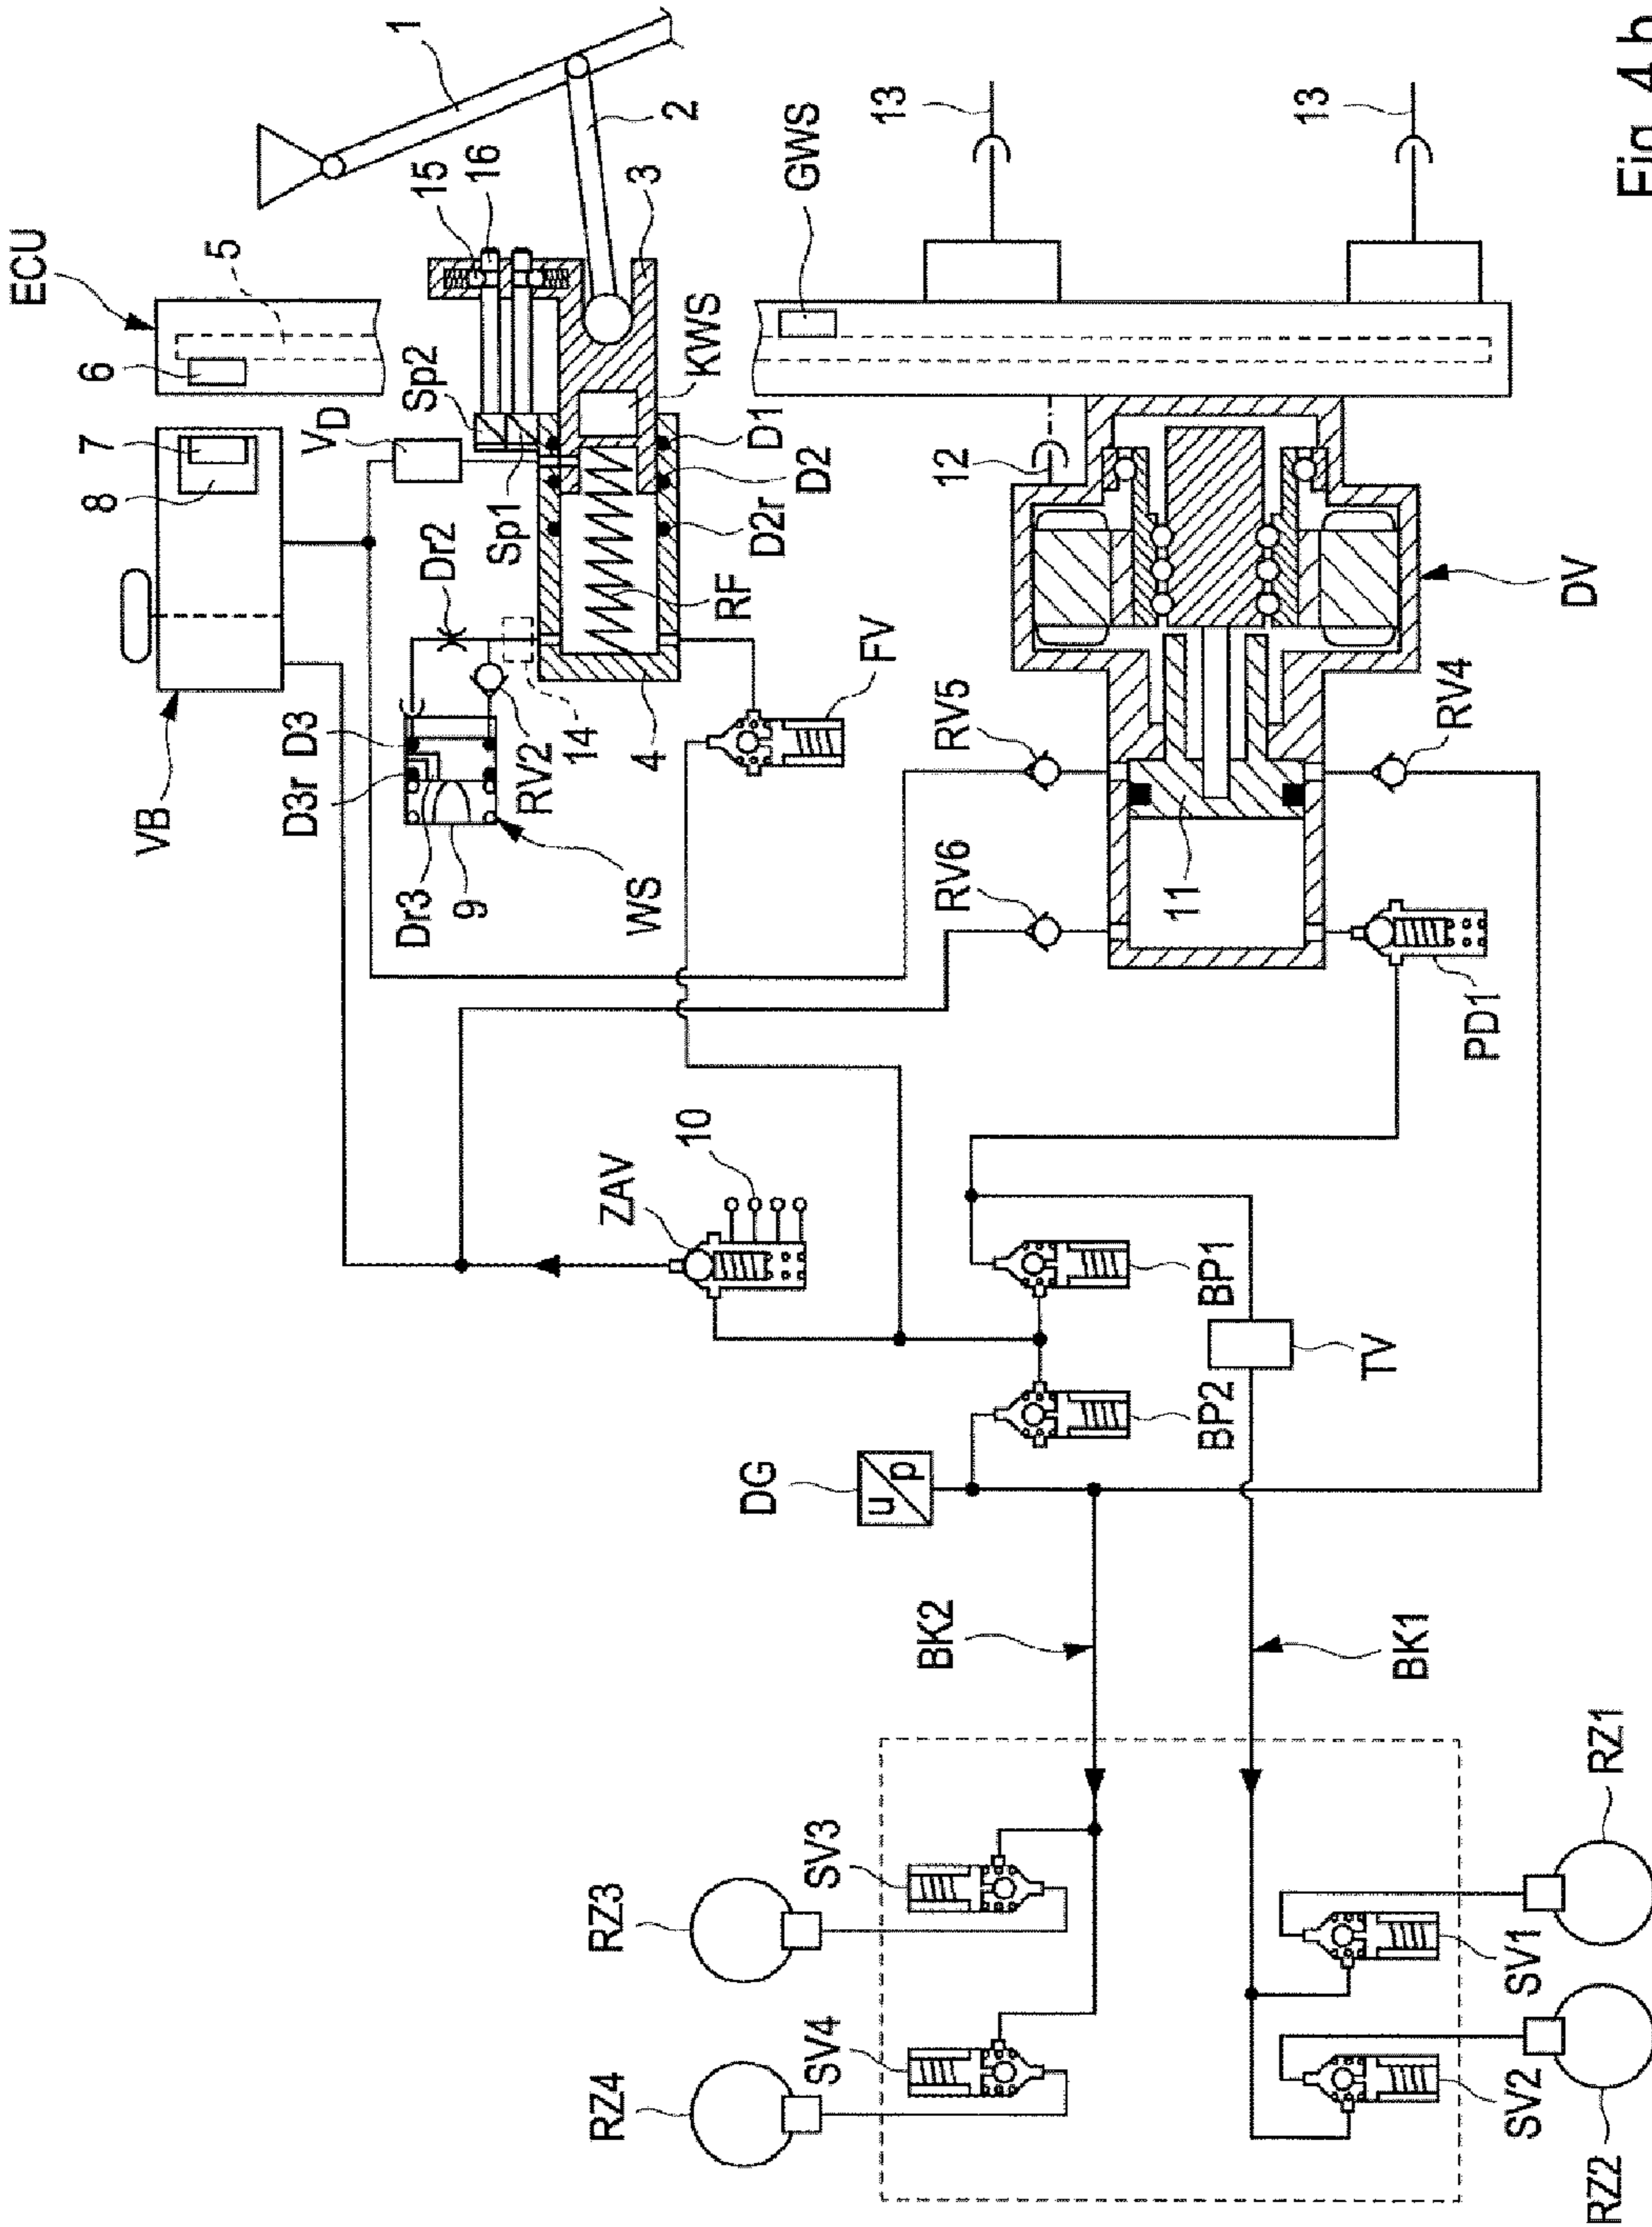 ECU
5
6
7
8
VB
1
2
15
16
3
KWS
Sp2
V_D
Sp1
D1
D2
D2r
Dr2
RF
D3
D3r
Dr3
9
WS
RV2
14
4
FV
13
13
GWS
12
DV
RV5
RV4
RV6
11
PD1
ZAV
10
BP1
BP2
TV
DG
u
p
BK2
BK1
RZ3
SV3
RZ4
SV4
RZ1
SV1
SV2
RZ2
Fig. 4 b